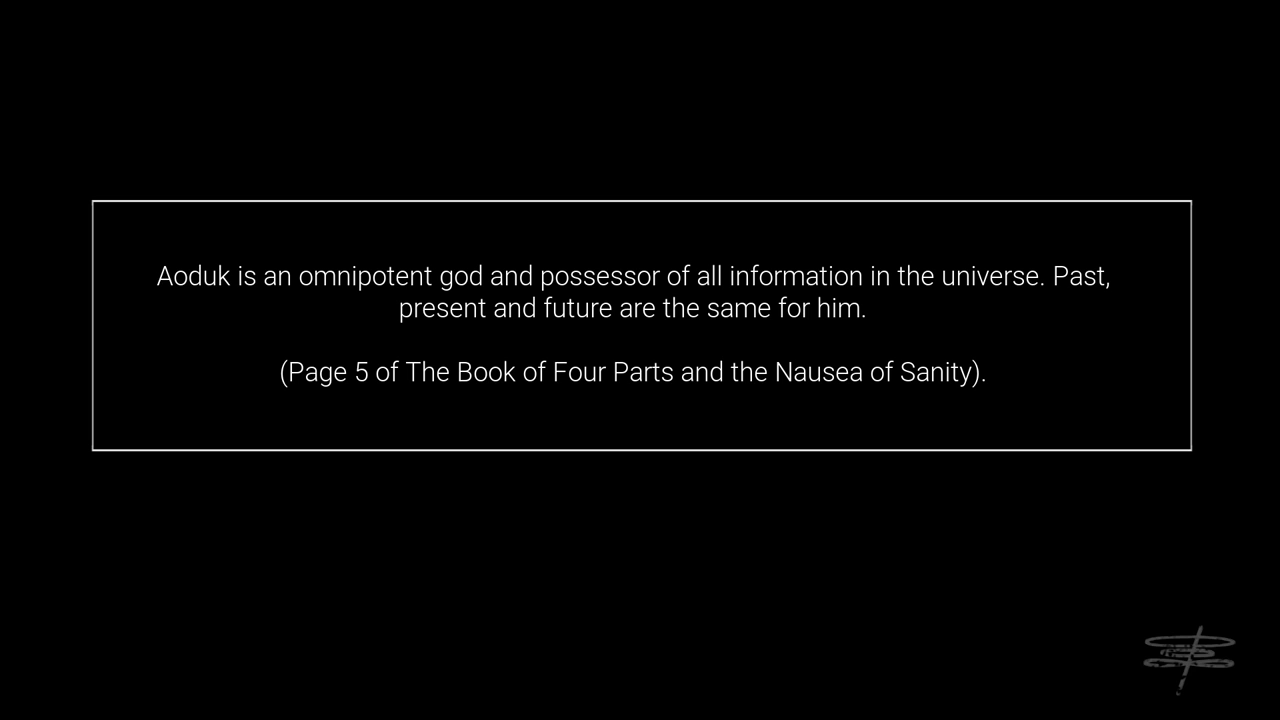 Aoduk is an omnipotent god and possessor of all information in the universe. Past,
present and future are the same for him.
(Page 5 of The Book of Four Parts and the Nausea of Sanity).